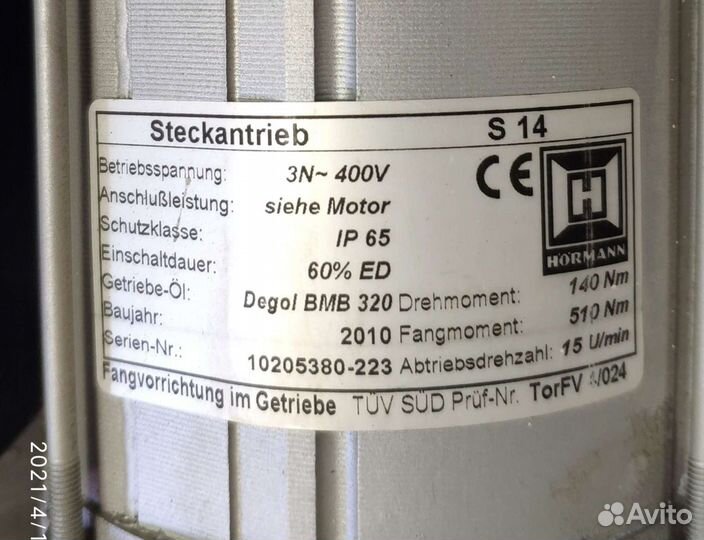 Steckantrieb S 14
Betriebsspannung: 3N~ 400V
CE
Anschlußleistung: siehe Motor
Schutzklasse: IP 65
HÖRMANN
Einschaltdauer: 60% ED
Getriebe-Öl: Degol BMB 320 Drehmoment: 140 Nm
Baujahr: 2010 Fangmoment: 510 Nm
Serien-Nr.: 10205380-223 Abtriebsdrehzahl: 15 U/min
Fangvorrichtung im Getriebe TÜV SÜD Prüf-Nr. TorFV
2021/4/1
Avito